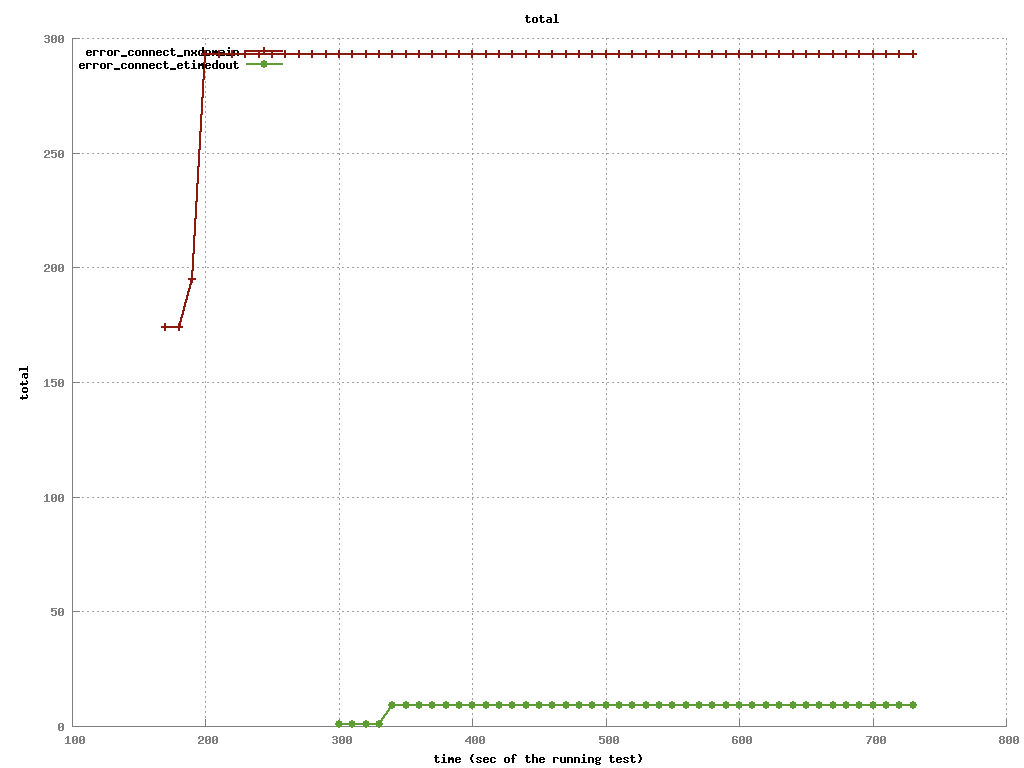 total
300
error_connect_nxdomain
error_connect_etimedout
250
200
150
total
100
50
0
100 200 300 400 500 600 700 800
time (sec of the running test)